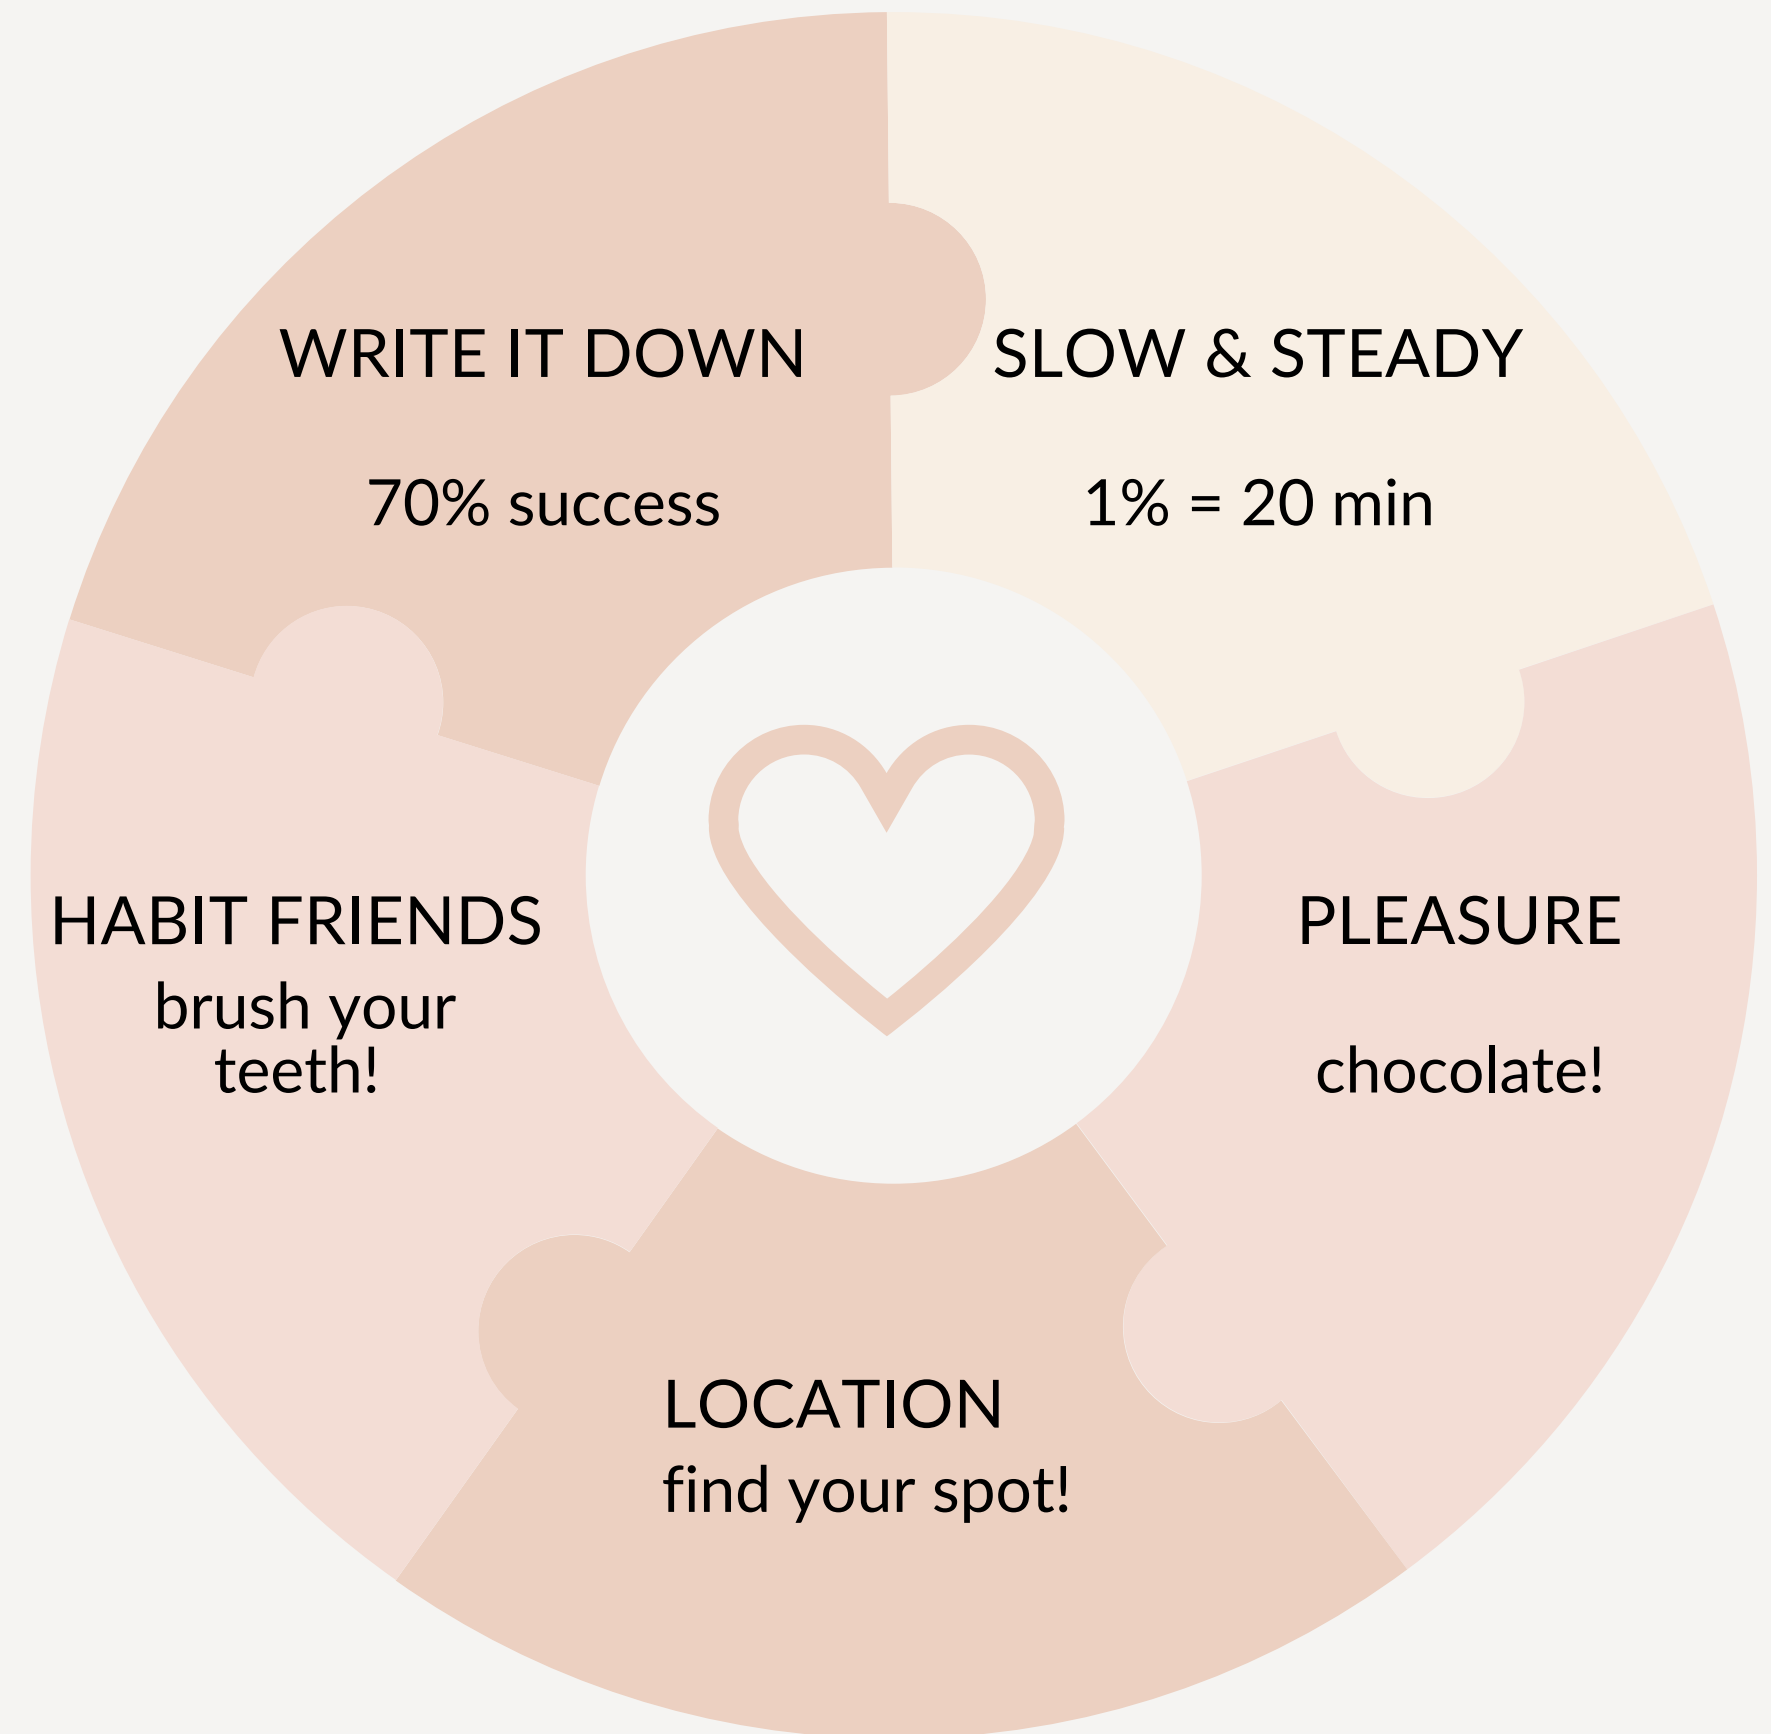 WRITE IT DOWN
70% success
SLOW & STEADY
1% = 20 min
HABIT FRIENDS
brush your
teeth!
PLEASURE
chocolate!
LOCATION
find your spot!